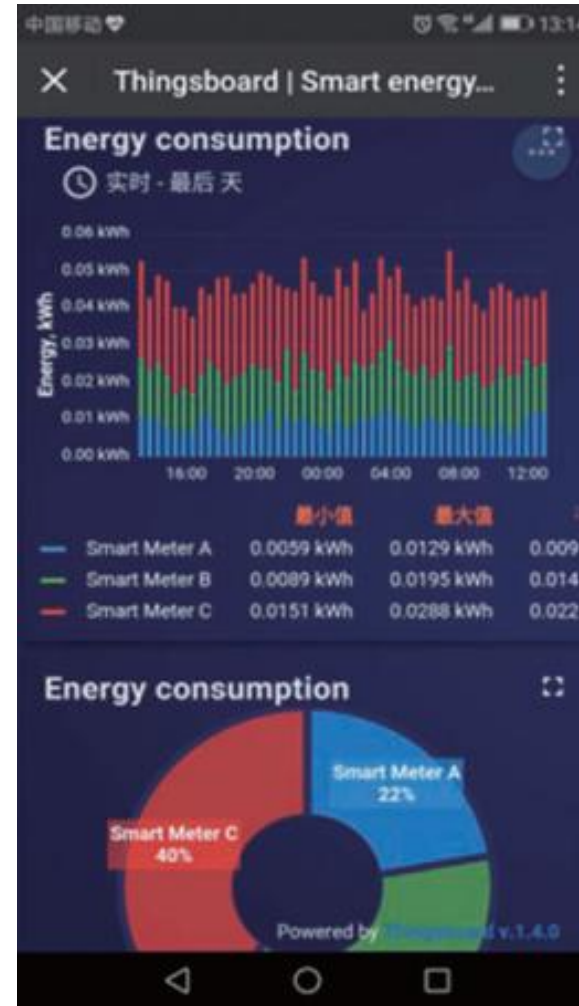 中国移动 13:14
Thingsboard | Smart energy...
Energy consumption
实时 - 最后 天
0.06 kWh
0.05 kWh
0.04 kWh
0.03 kWh
0.02 kWh
0.01 kWh
0.00 kWh
Energy, kWh
16:00 20:00 00:00 04:00 08:00 12:00
最小值 最大值
Smart Meter A 0.0059 kWh 0.0129 kWh 0.009
Smart Meter B 0.0089 kWh 0.0195 kWh 0.014
Smart Meter C 0.0151 kWh 0.0288 kWh 0.022
Energy consumption
Smart Meter A
22%
Smart Meter C
40%
Powered by Thingsboard v.1.4.0